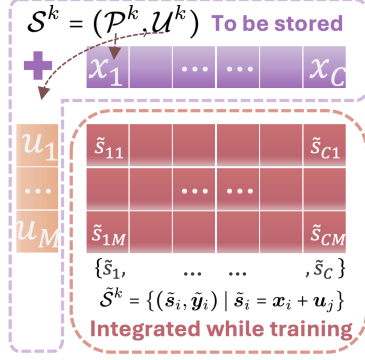 𝒮^k = (𝒫^k, 𝒰^k) To be stored
+ x_1 ... ... x_C
u_1 s̃_11 s̃_C1
... ... ...
u_M s̃_1M s̃_CM
{s̃_1, ... ... , s̃_C}
𝒮̃^k = {(s̃_i, ỹ_i) | s̃_i = x_i + u_j}
Integrated while training